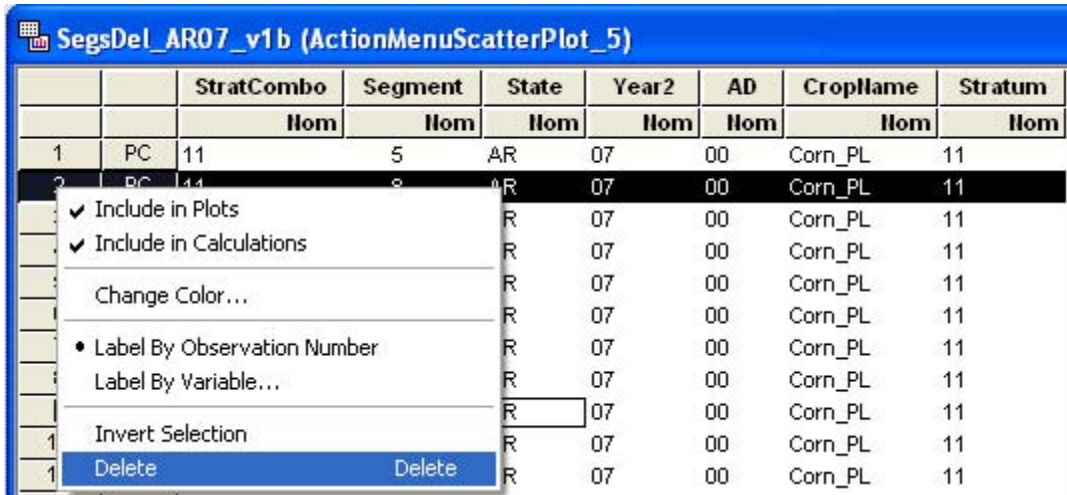 SegsDel_AR07_v1b (ActionMenuScatterPlot_5)
StratCombo Segment State Year2 AD CropName Stratum
Nom Nom Nom Nom Nom Nom Nom
1 PC 11 5 AR 07 00 Corn_PL 11
2 PC 11 8 AR 07 00 Corn_PL 11
Include in Plots R 07 00 Corn_PL 11
Include in Calculations R 07 00 Corn_PL 11
R 07 00 Corn_PL 11
Change Color... R 07 00 Corn_PL 11
Label By Observation Number R 07 00 Corn_PL 11
Label By Variable... R 07 00 Corn_PL 11
R 07 00 Corn_PL 11
1 Invert Selection R 07 00 Corn_PL 11
1 Delete Delete R 07 00 Corn_PL 11